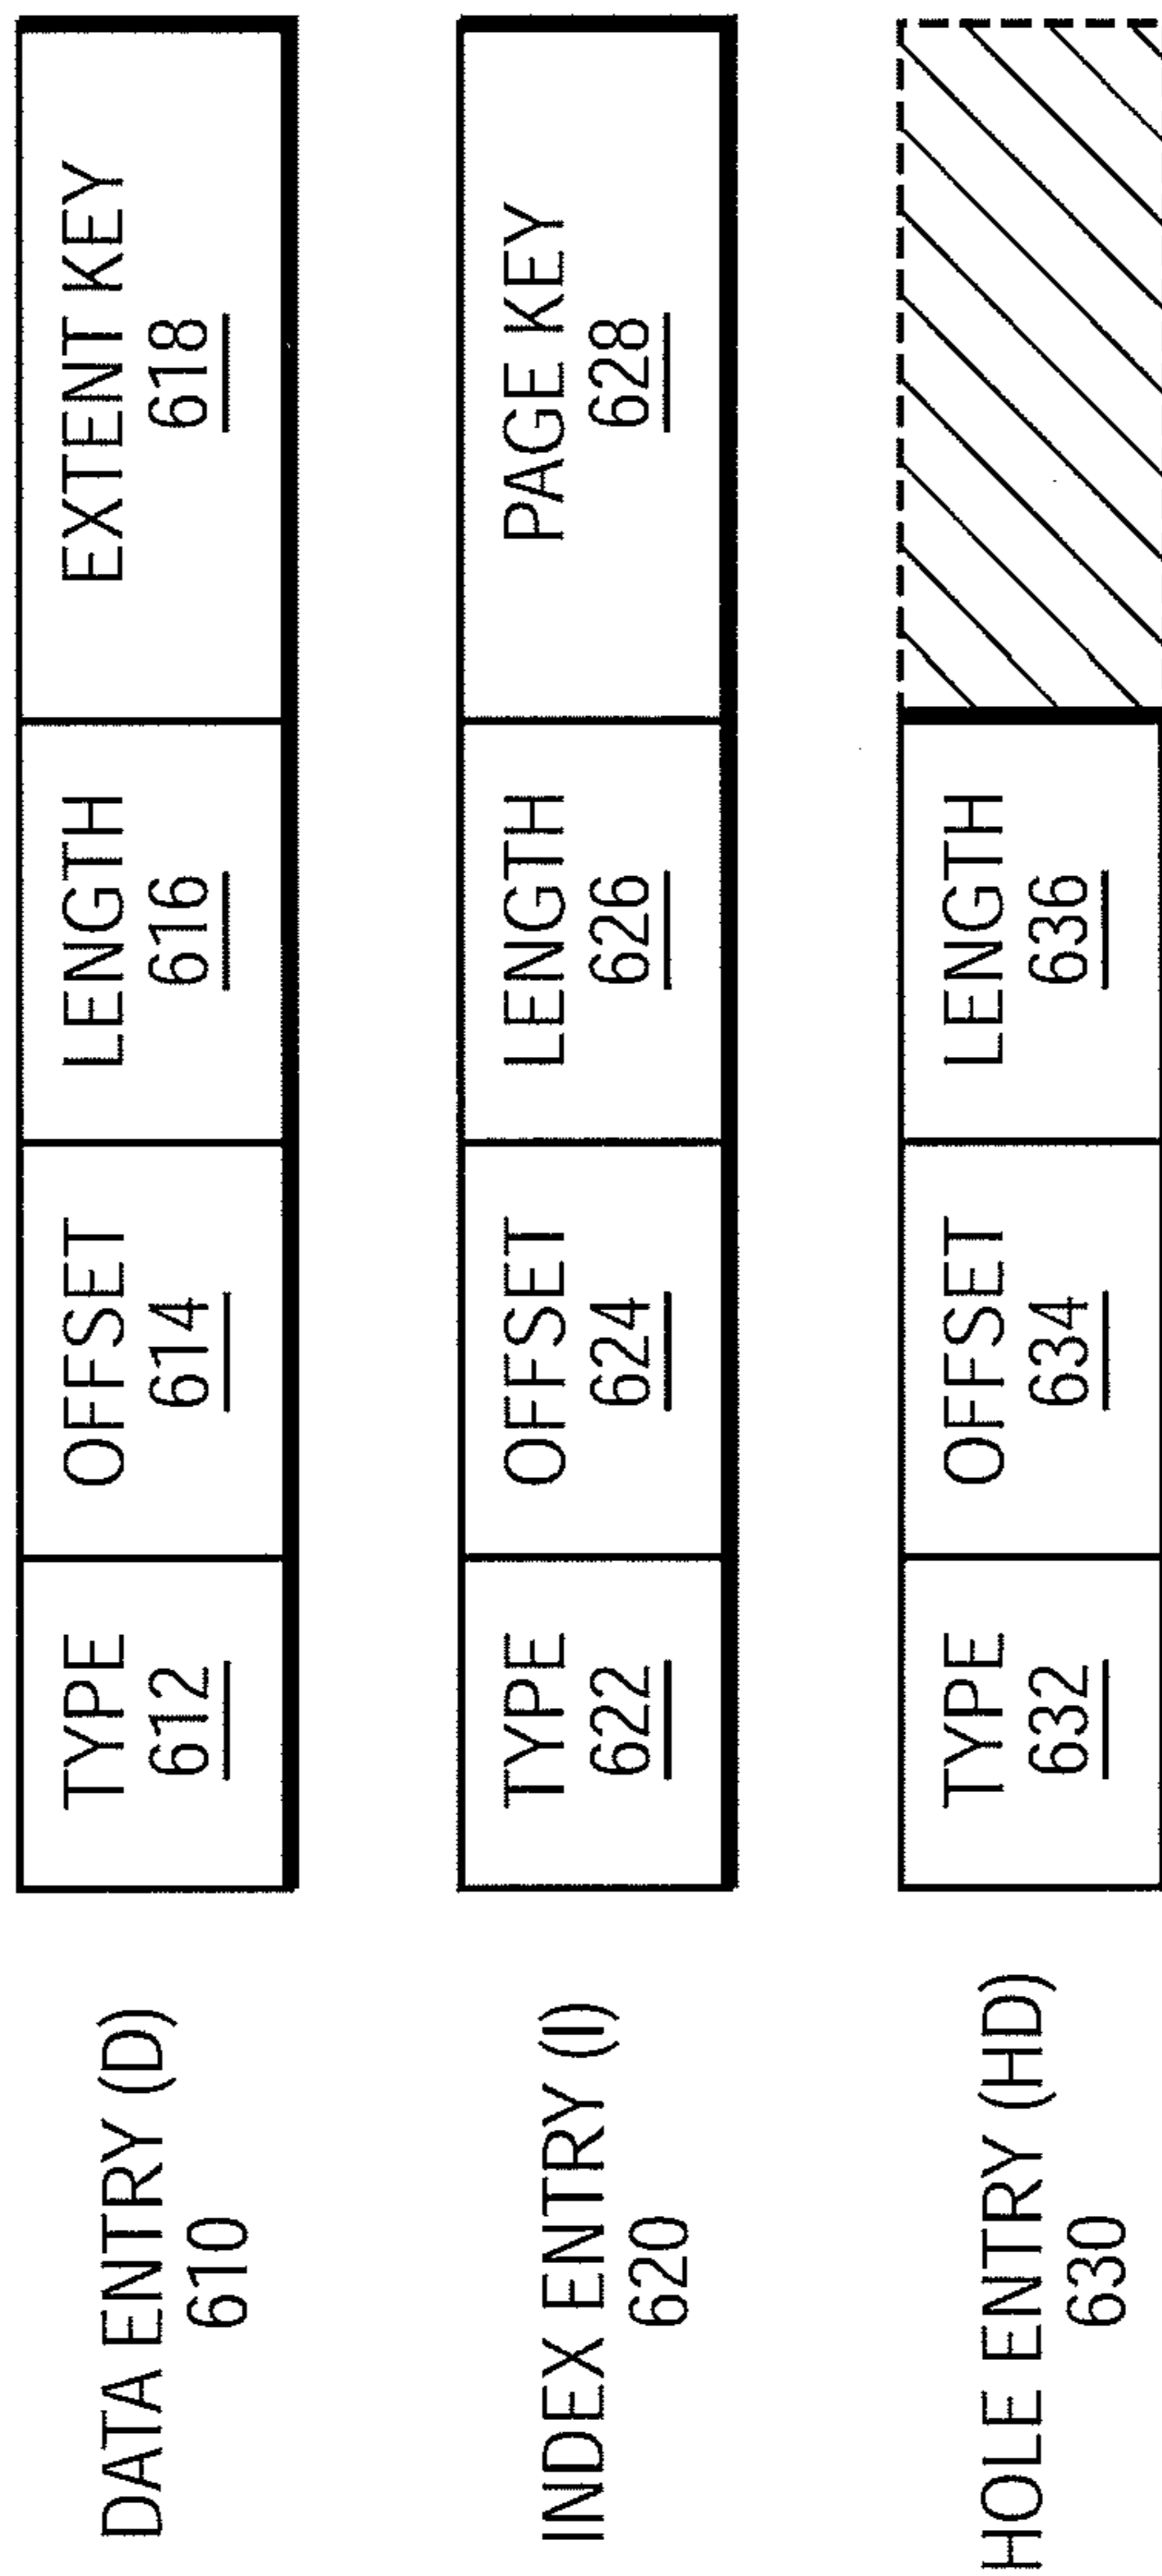 DATA ENTRY (D)
610
TYPE
612
OFFSET
614
LENGTH
616
EXTENT KEY
618
INDEX ENTRY (I)
620
TYPE
622
OFFSET
624
LENGTH
626
PAGE KEY
628
HOLE ENTRY (HD)
630
TYPE
632
OFFSET
634
LENGTH
636